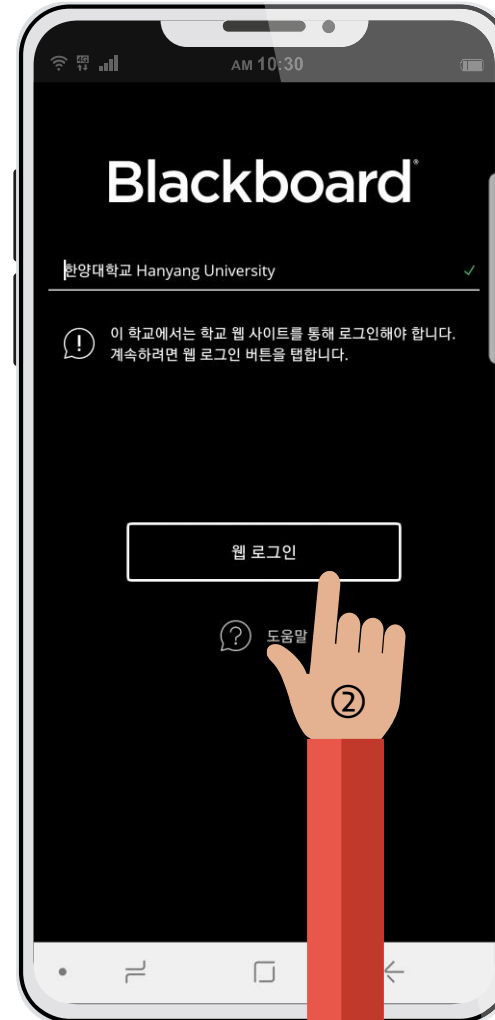 4G
AM 10:30
Blackboard®
한양대학교 Hanyang University
이 학교에서는 학교 웹 사이트를 통해 로그인해야 합니다.
계속하려면 웹 로그인 버튼을 탭합니다.
웹 로그인
도움말
②